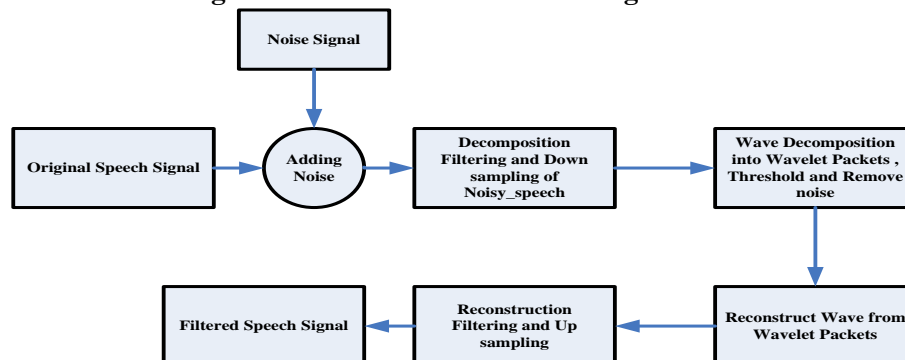 Noise Signal
Original Speech Signal
Adding
Noise
Decomposition
Filtering and Down
sampling of
Noisy_speech
Wave Decomposition
into Wavelet Packets ,
Threshold and Remove
noise
Filtered Speech Signal
Reconstruction
Filtering and Up
sampling
Reconstruct Wave from
Wavelet Packets